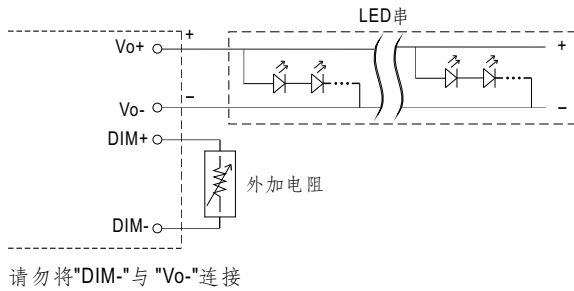 LED串
Vo+ +
+
Vo- −
−
DIM+
外加电阻
DIM-
请勿将"DIM-"与 "Vo-"连接